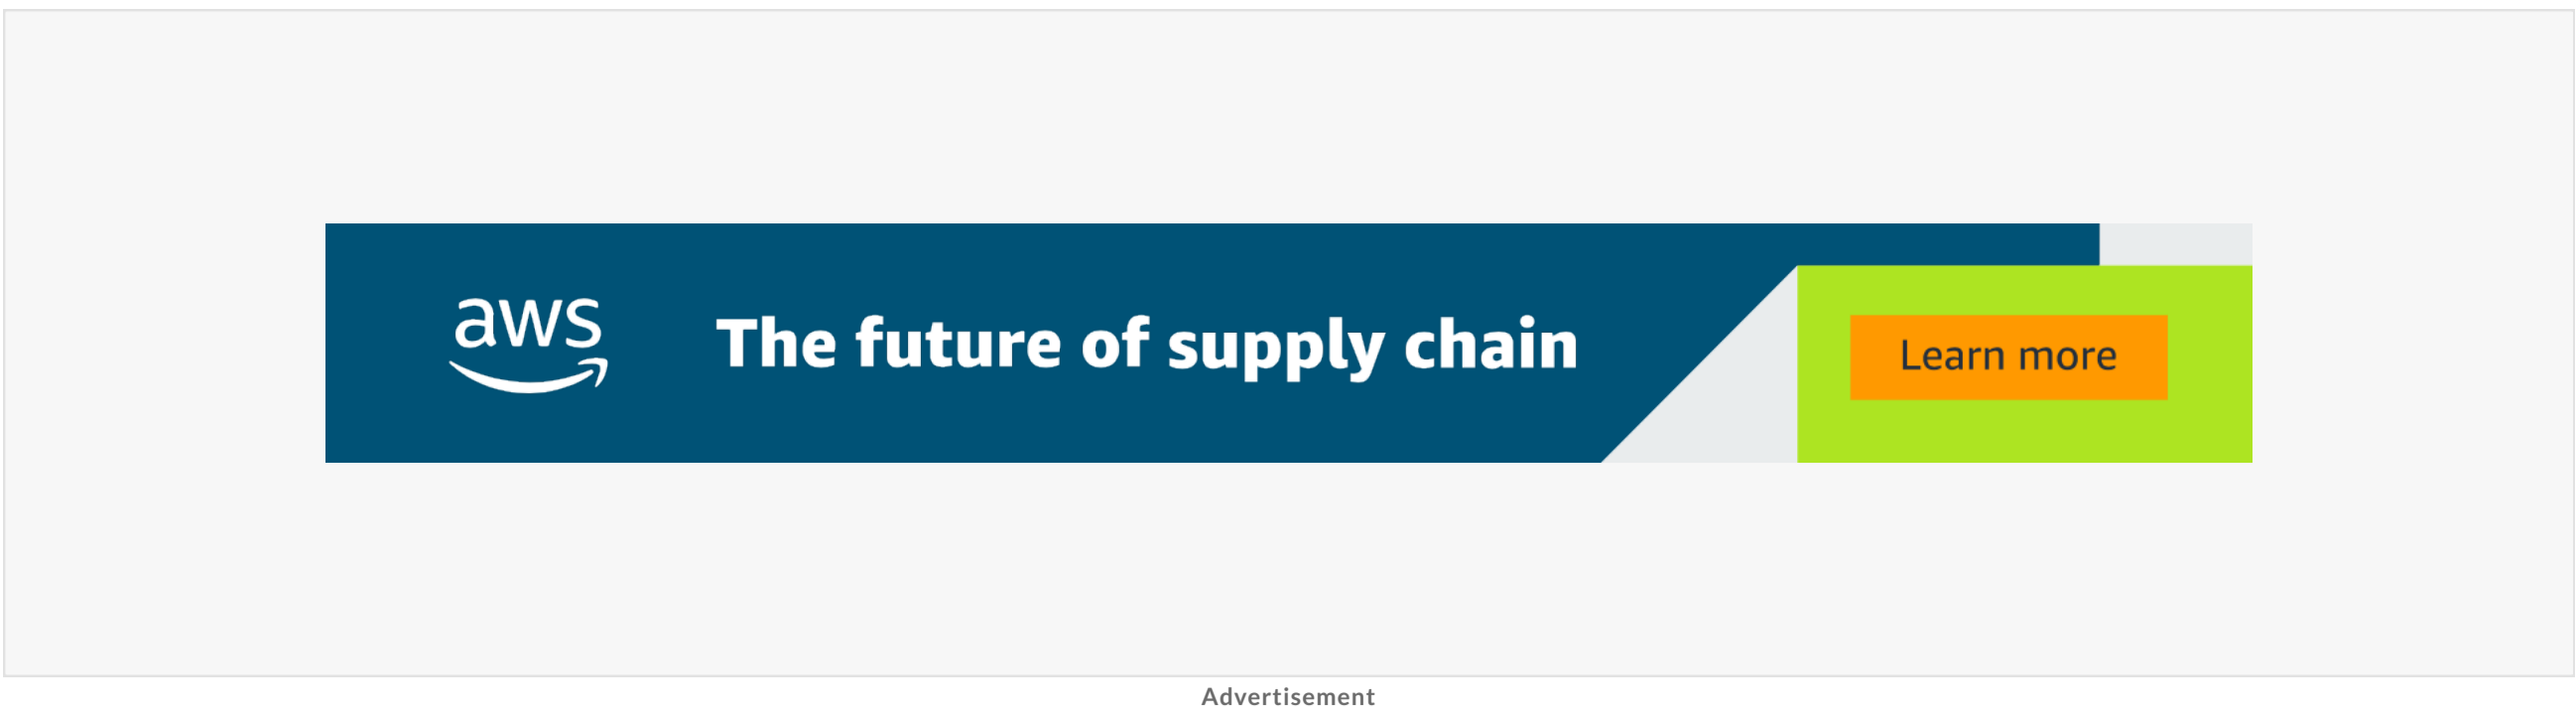 aws
The future of supply chain
Learn more
Advertisement